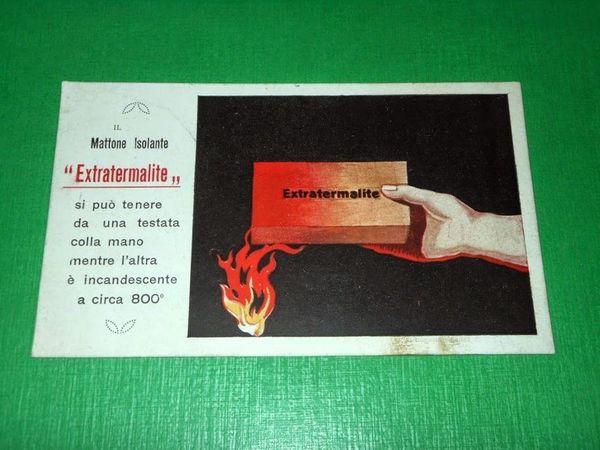 IL
Mattone Isolante
"Extratermalite„
si può tenere
da una testata
colla mano
mentre l'altra
è incandescente
a circa 800°
Extratermalite